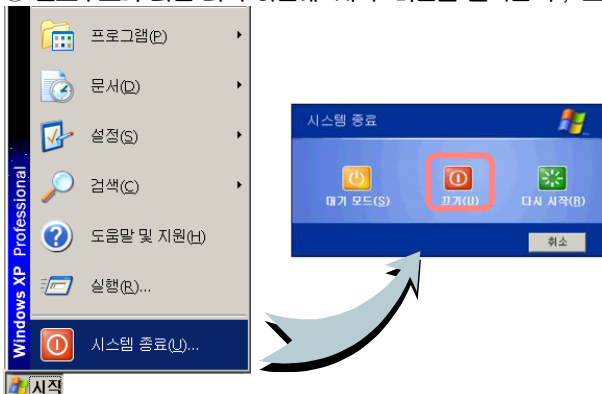 프로그램(P)
문서(D)
설정(S)
검색(C)
도움말 및 지원(H)
실행(R)...
시스템 종료(U)...
Windows XP Professional
시작
시스템 종료
대기 모드(S)
끄기(U)
다시 시작(R)
취소